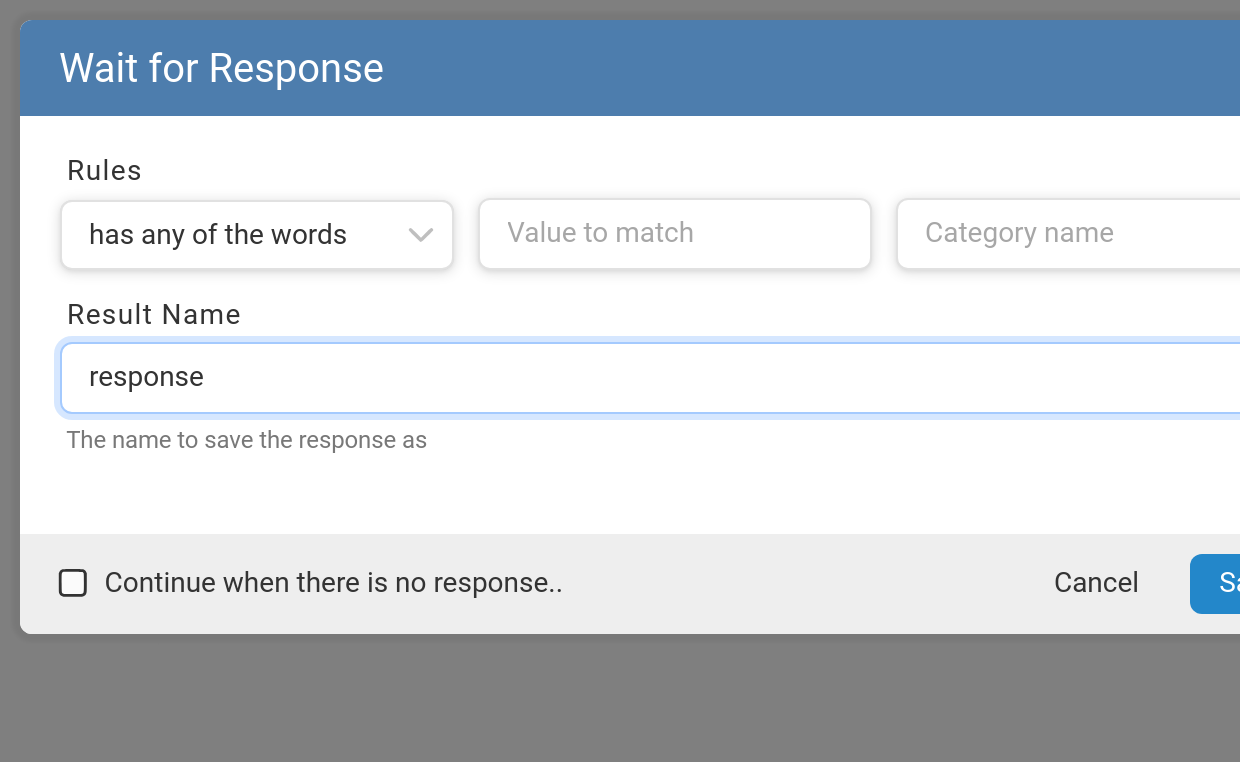 Wait for Response
Rules
has any of the words
Value to match
Category name
Result Name
response
The name to save the response as
Continue when there is no response..
Cancel